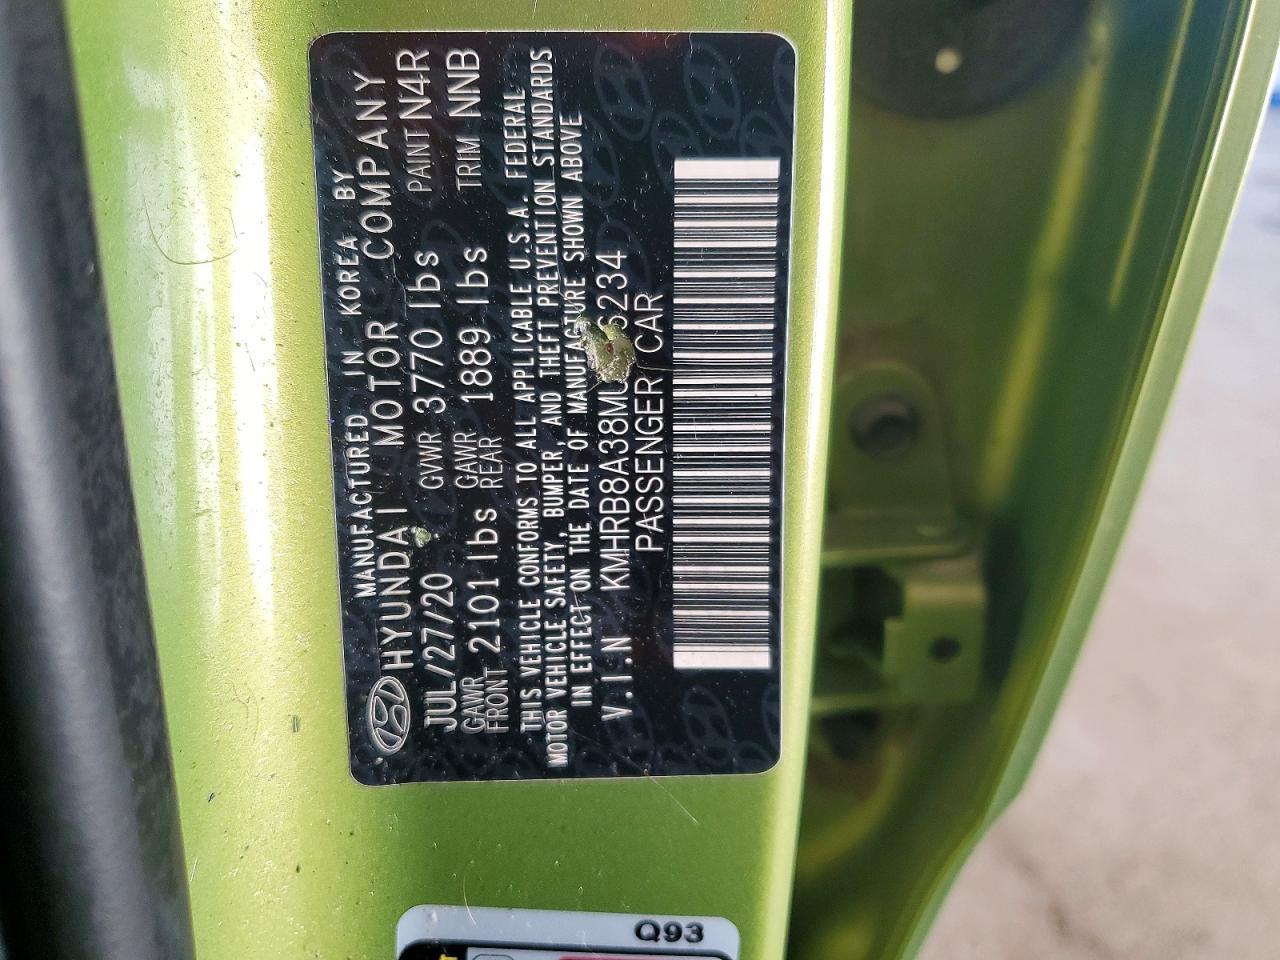 MANUFACTURED IN KOREA BY
HYUNDAI MOTOR COMPANY
JUL/27/20 GVWR 3770 lbs PAINT N4R
GAWR FRONT 2101 lbs GAWR REAR 1889 lbs TRIM NNB
THIS VEHICLE CONFORMS TO ALL APPLICABLE U.S.A. FEDERAL
MOTOR VEHICLE SAFETY, BUMPER, AND THEFT PREVENTION STANDARDS
IN EFFECT ON THE DATE OF MANUFACTURE SHOWN ABOVE
V.I.N KMHRB8A38MU 6234
PASSENGER CAR
Q93